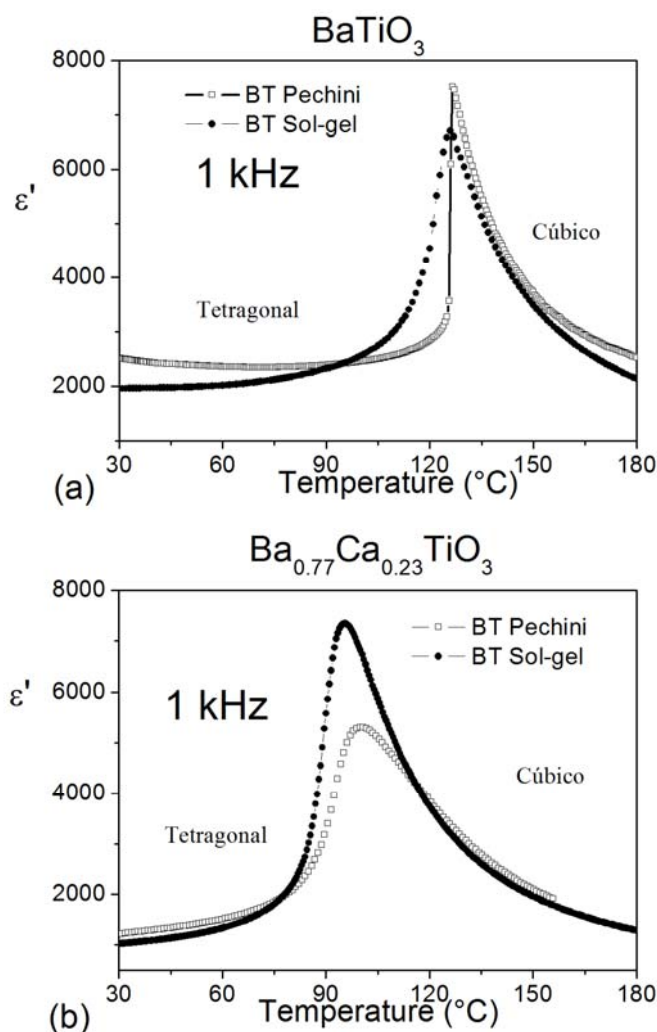 BaTiO₃
8000
6000
4000
2000
ε'
BT Pechini
BT Sol-gel
1 kHz
Cúbico
Tetragonal
30
60
90
120
150
180
(a)
Temperature (°C)
Ba₀.₇₇Ca₀.₂₃TiO₃
8000
6000
4000
2000
ε'
BT Pechini
BT Sol-gel
1 kHz
Cúbico
Tetragonal
30
60
90
120
150
180
(b)
Temperature (°C)